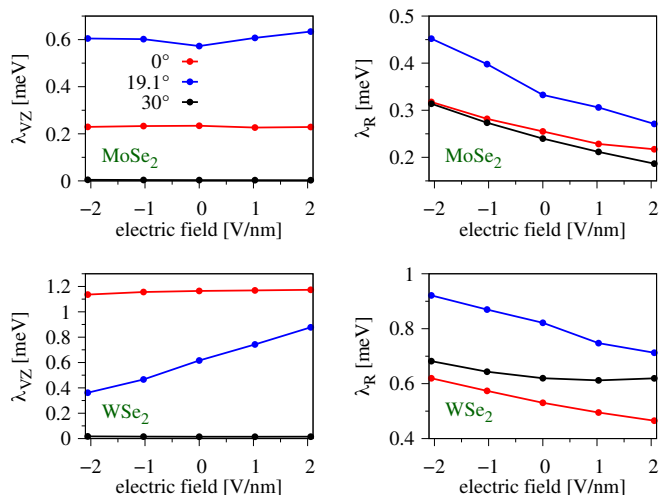 0.6
0.4
0.2
0
λVZ [meV]
0°
19.1°
30°
MoSe2
−2 −1 0 1 2
electric field [V/nm]
0.5
0.4
0.3
0.2
λR [meV]
MoSe2
−2 −1 0 1 2
electric field [V/nm]
1.2
1
0.8
0.6
0.4
0.2
0
λVZ [meV]
WSe2
−2 −1 0 1 2
electric field [V/nm]
1
0.8
0.6
0.4
λR [meV]
WSe2
−2 −1 0 1 2
electric field [V/nm]